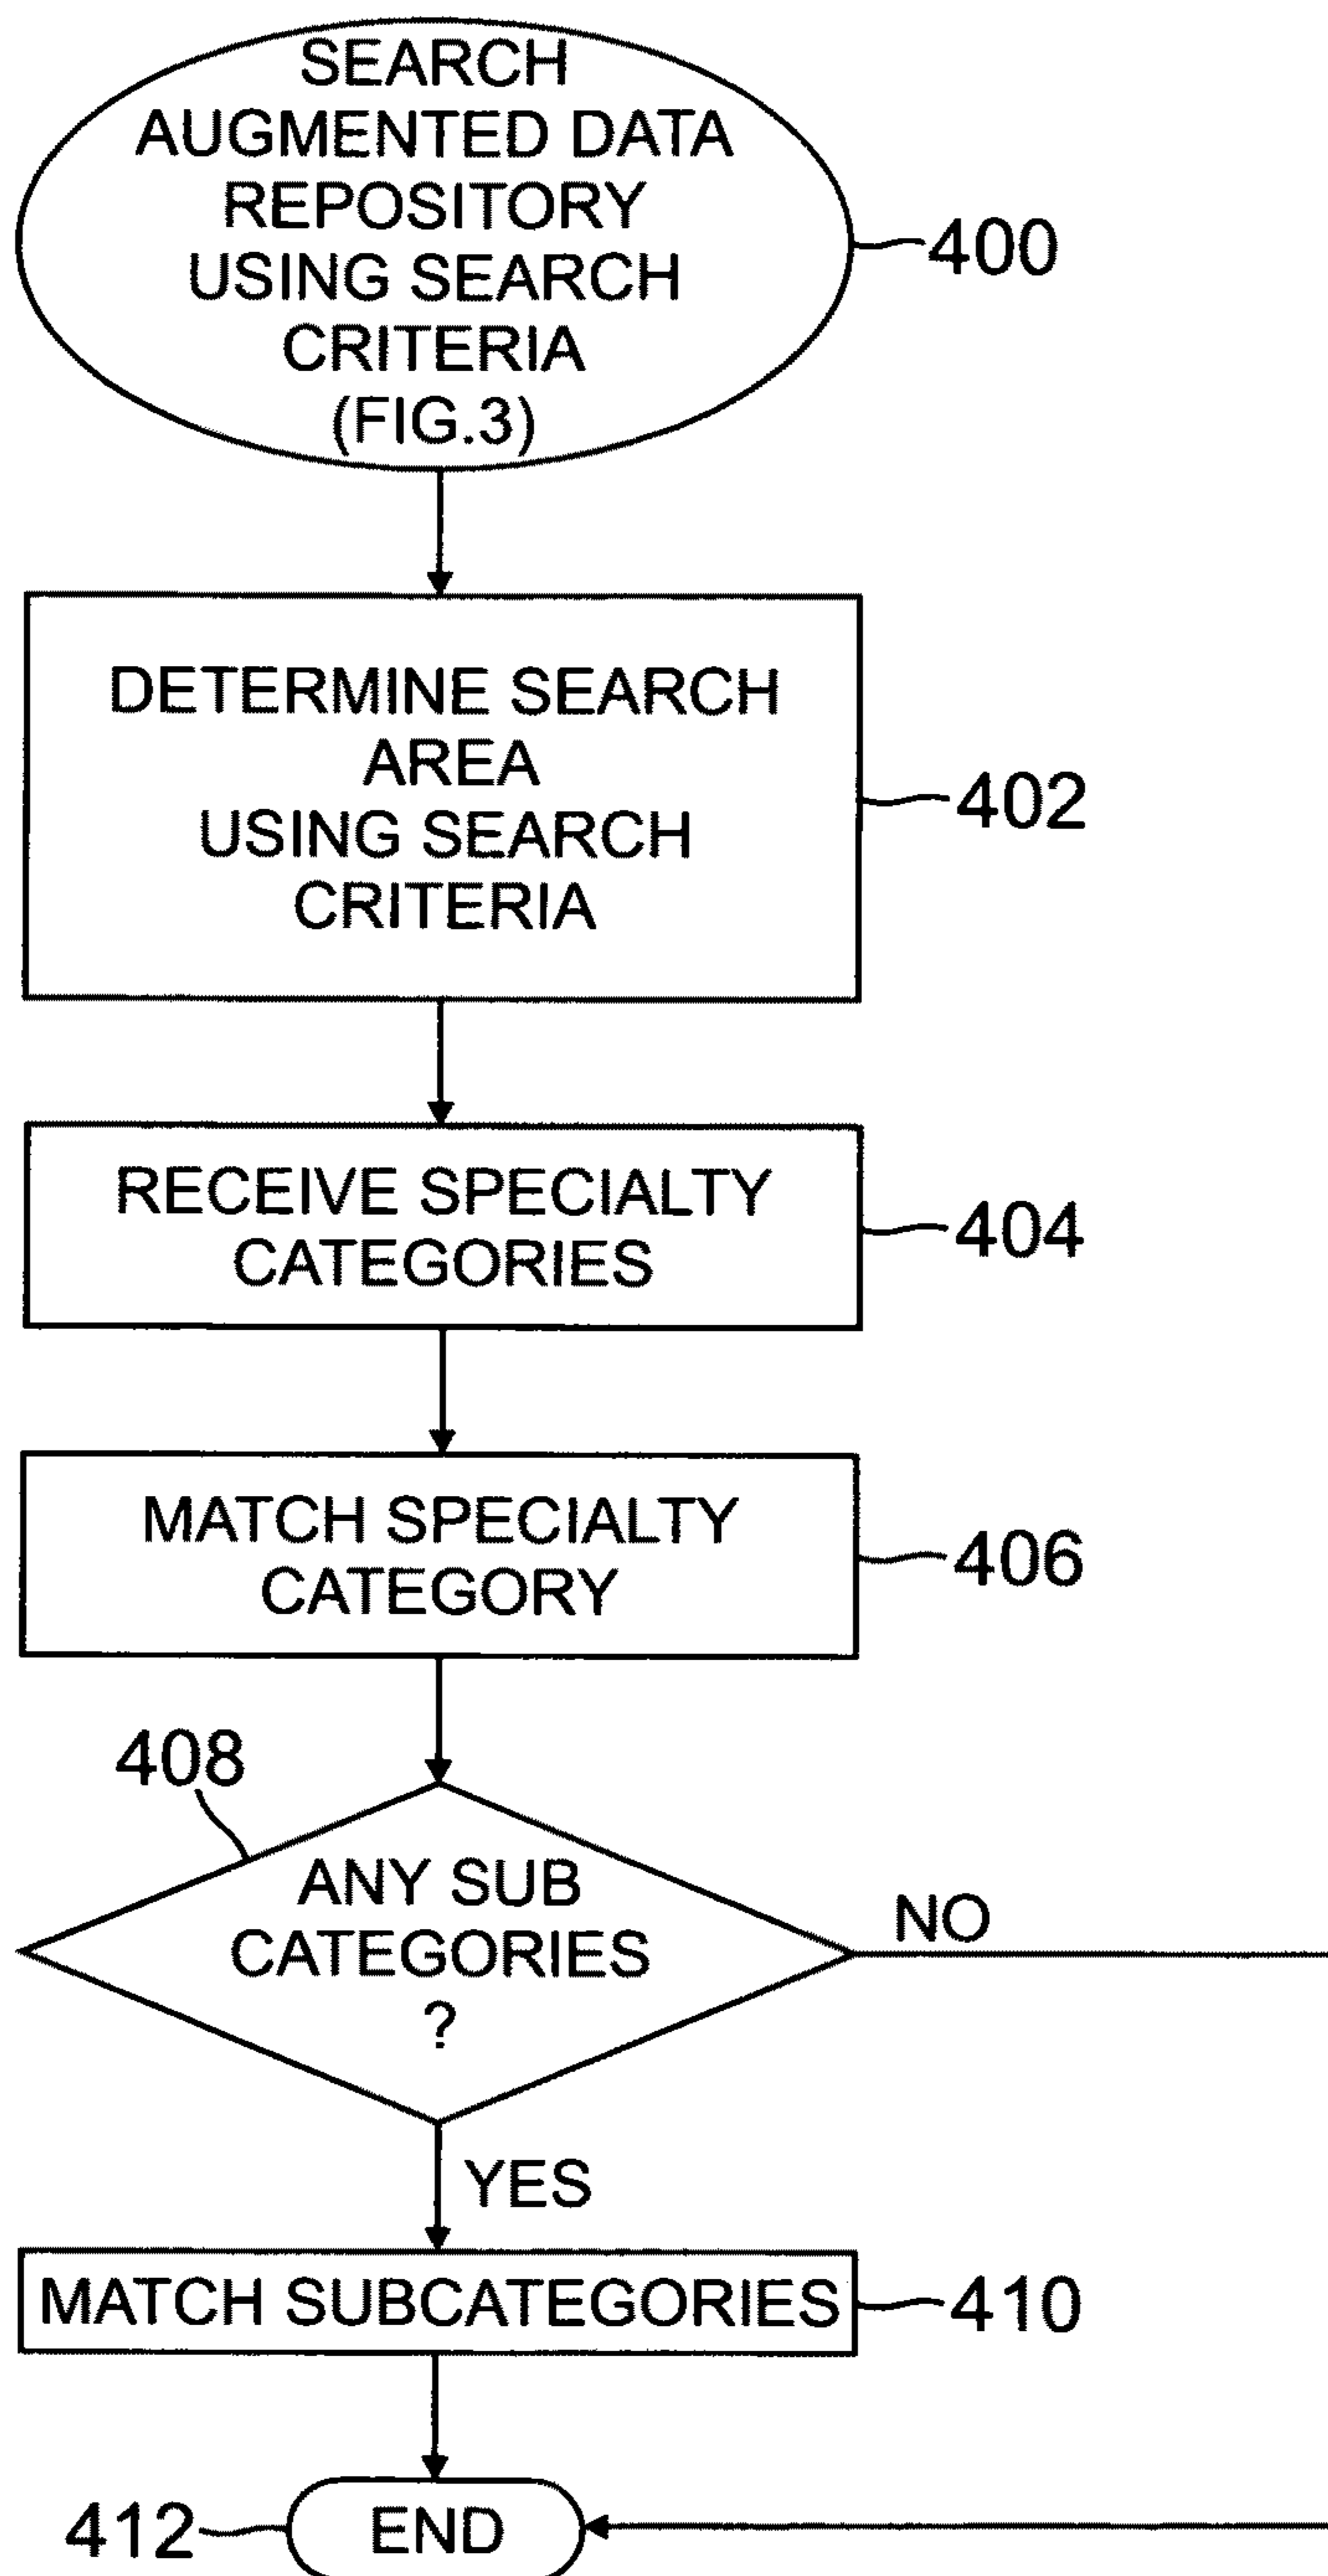 SEARCH
AUGMENTED DATA
REPOSITORY
USING SEARCH
CRITERIA
(FIG.3)
400
DETERMINE SEARCH
AREA
USING SEARCH
CRITERIA
402
RECEIVE SPECIALTY
CATEGORIES
404
MATCH SPECIALTY
CATEGORY
406
408
ANY SUB
CATEGORIES
?
NO
YES
MATCH SUBCATEGORIES
410
412
END